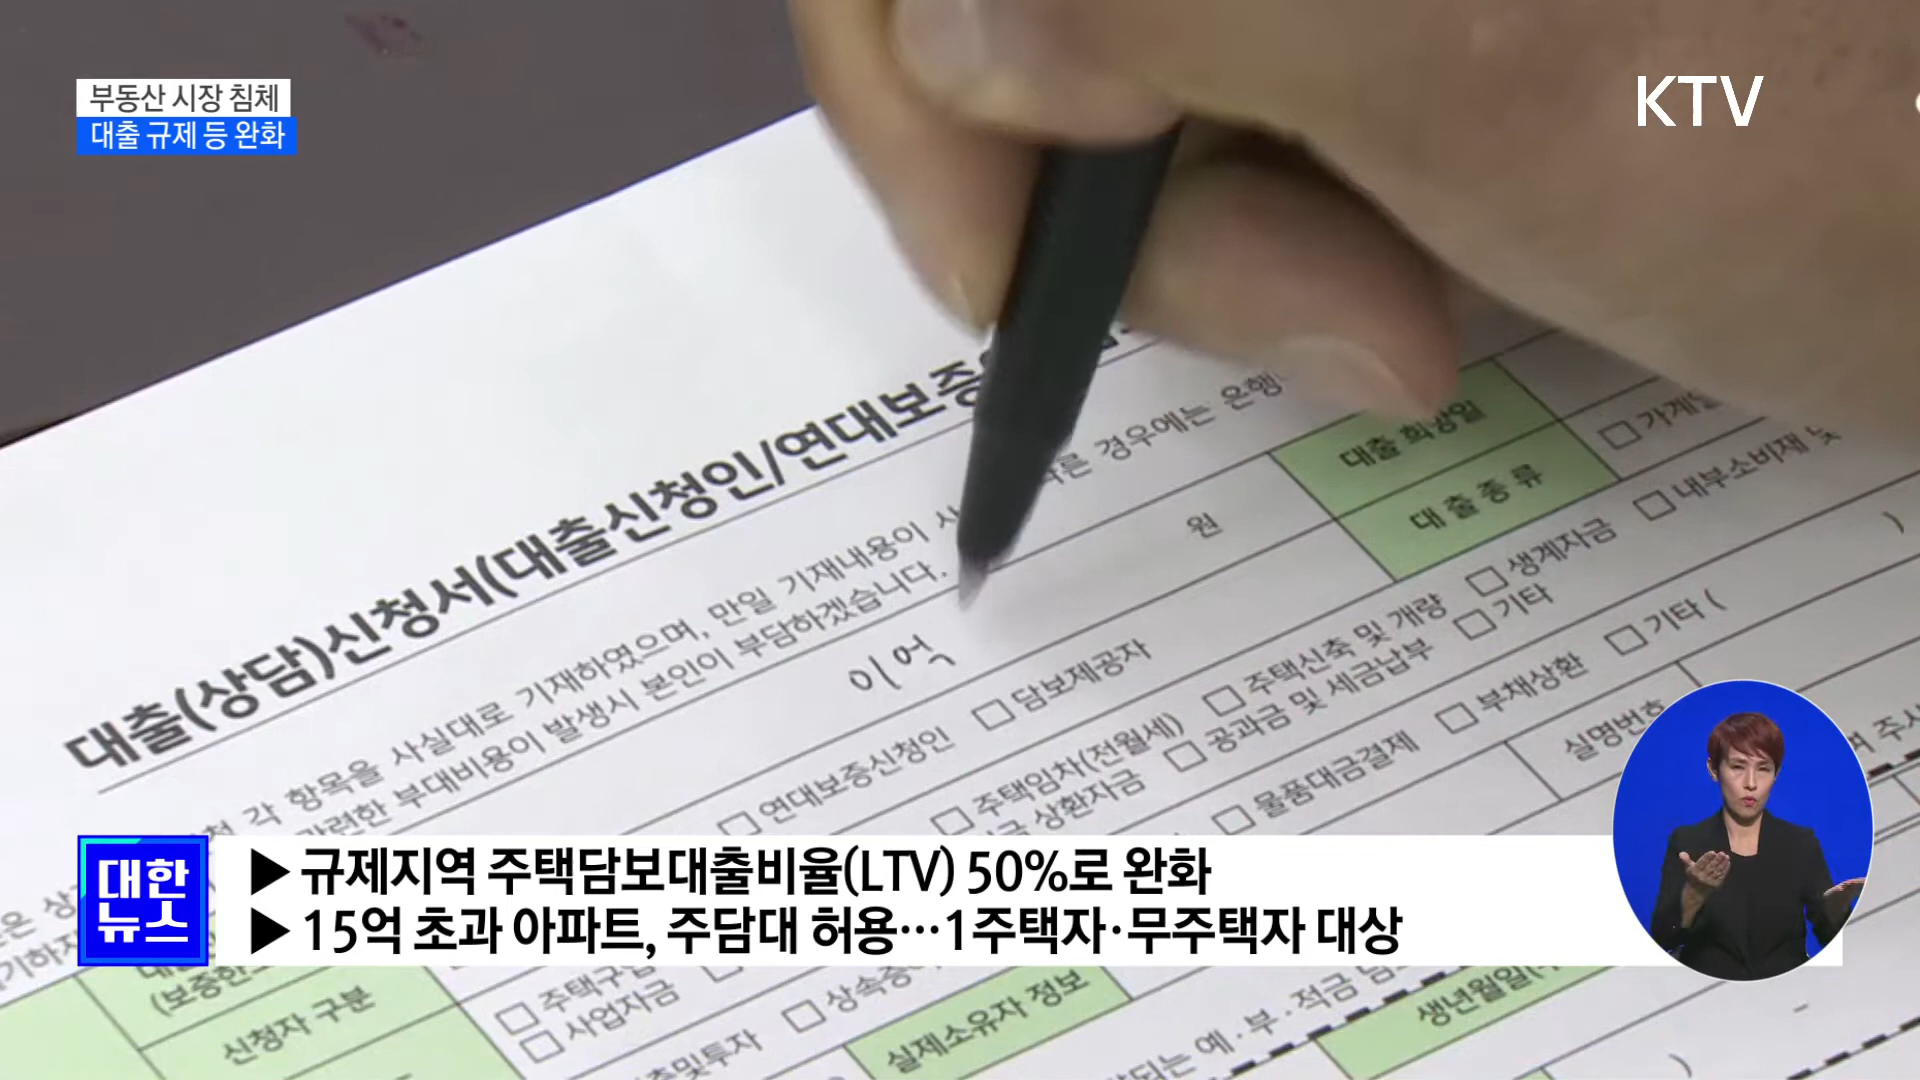 부동산 시장 침체
대출 규제 등 완화
KTV
대출(상담)신청서(대출신청인/연대보증
각 항목을 사실대로 기재하였으며, 만일 기재내용이 경우에는
부대비용이 발생시 본인이 부담하겠습니다.
이억
원
대출 희망일
대출종류
생계자금
내부소비재 및
연대보증신청인
담보제공자
주택임차(전월세)
주택신축 및 개량
기타
상환자금
공과금 및 세금납부
물품대금결제
부채상환
기타 (
)
실명번호
대한
뉴스
▶ 규제지역 주택담보대출비율(LTV) 50%로 완화
▶ 15억 초과 아파트, 주담대 허용…1주택자·무주택자 대상
신청자 구분
사업자금
실제소유자 정보
예·부·적금
생년월일